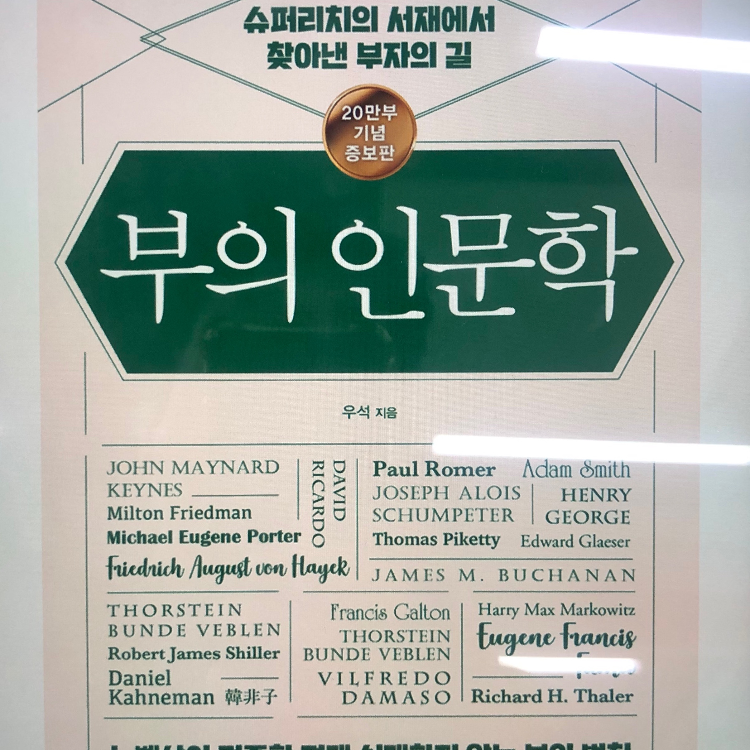 슈퍼리치의 서재에서
찾아낸 부자의 길
20만부
기념
증보판
부의 인문학
우석 지음
JOHN MAYNARD
KEYNES
Milton Friedman
Michael Eugene Porter
Friedrich August von Hayek
DAVID
RICARDO
Paul Romer
Adam Smith
JOSEPH ALOIS
SCHUMPETER
HENRY
GEORGE
Thomas Piketty
Edward Glaeser
JAMES M. BUCHANAN
THORSTEIN
BUNDE VEBLEN
Robert James Shiller
Daniel
Kahneman 韓非子
Francis Galton
THORSTEIN
BUNDE VEBLEN
VILFREDO
DAMASO
Harry Max Markowitz
Eugene Francis
Richard H. Thaler